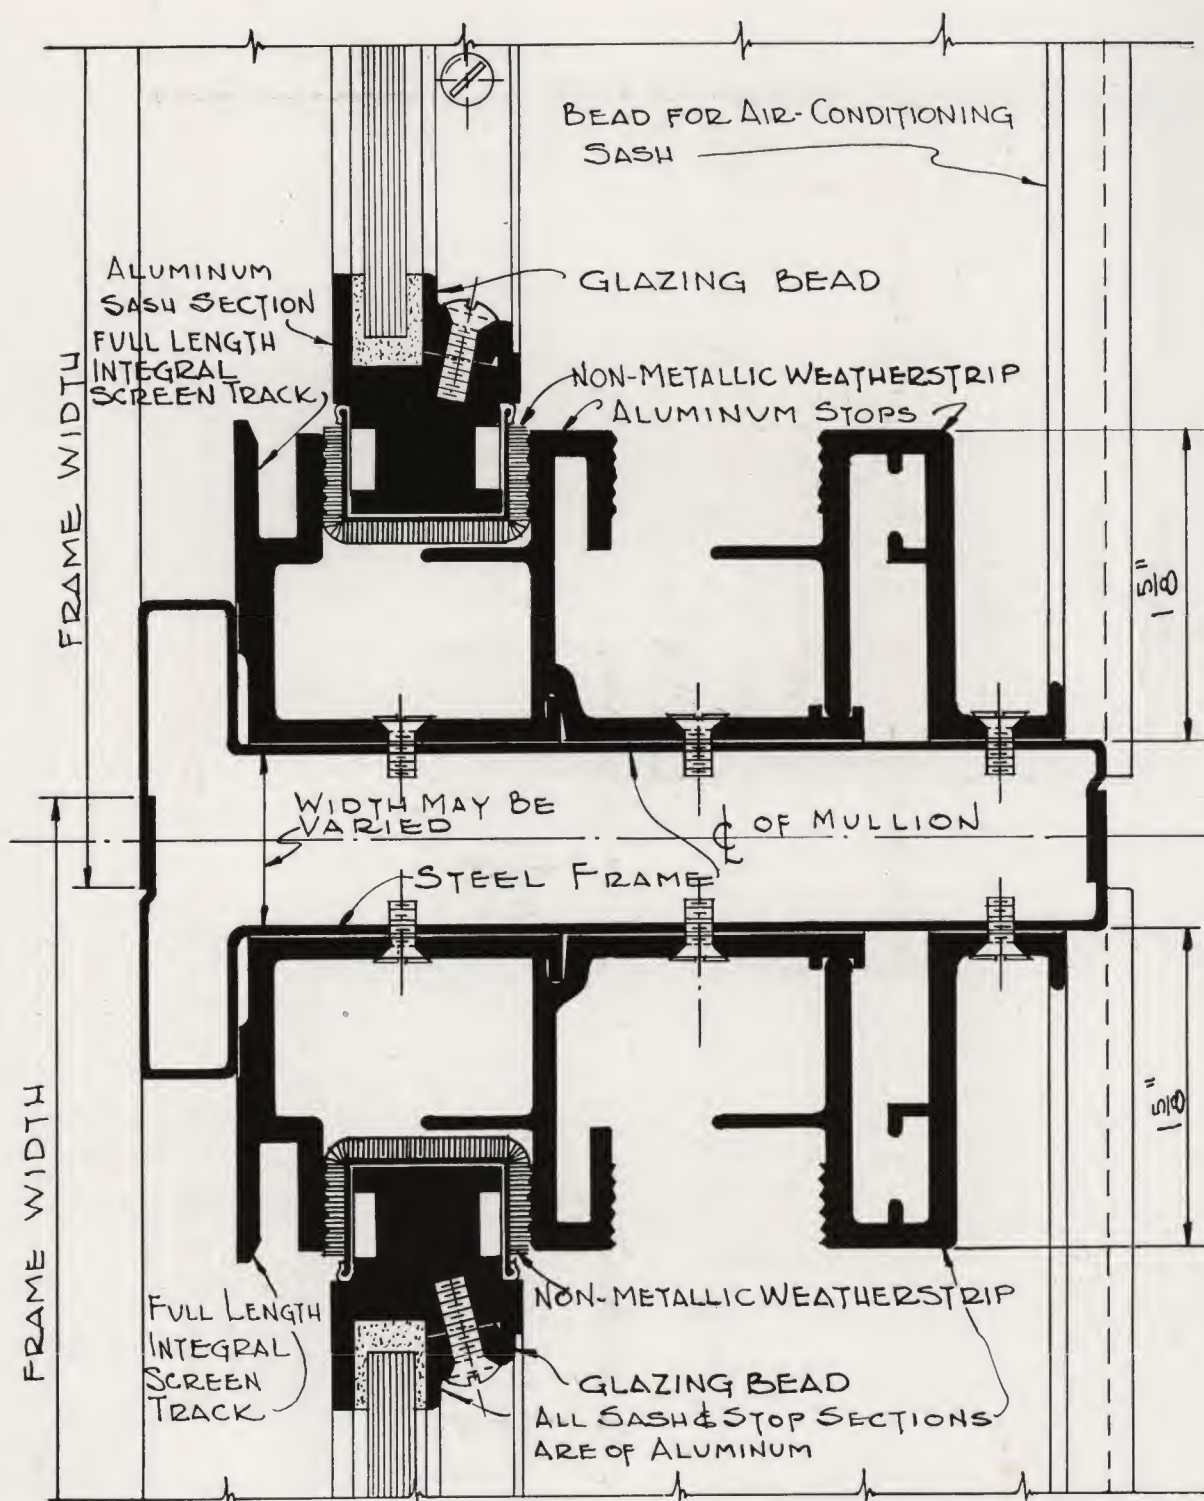 BEAD FOR AIR-CONDITIONING
SASH
ALUMINUM
SASH SECTION
GLAZING BEAD
FULL LENGTH
INTEGRAL
SCREEN TRACK
NON-METALLIC WEATHERSTRIP
ALUMINUM STOPS
FRAME WIDTH
1 5/8"
WIDTH MAY BE
VARIED
℄ OF MULLION
STEEL FRAME
FRAME WIDTH
1 5/8"
NON-METALLIC WEATHERSTRIP
FULL LENGTH
INTEGRAL
SCREEN
TRACK
GLAZING BEAD
ALL SASH & STOP SECTIONS
ARE OF ALUMINUM